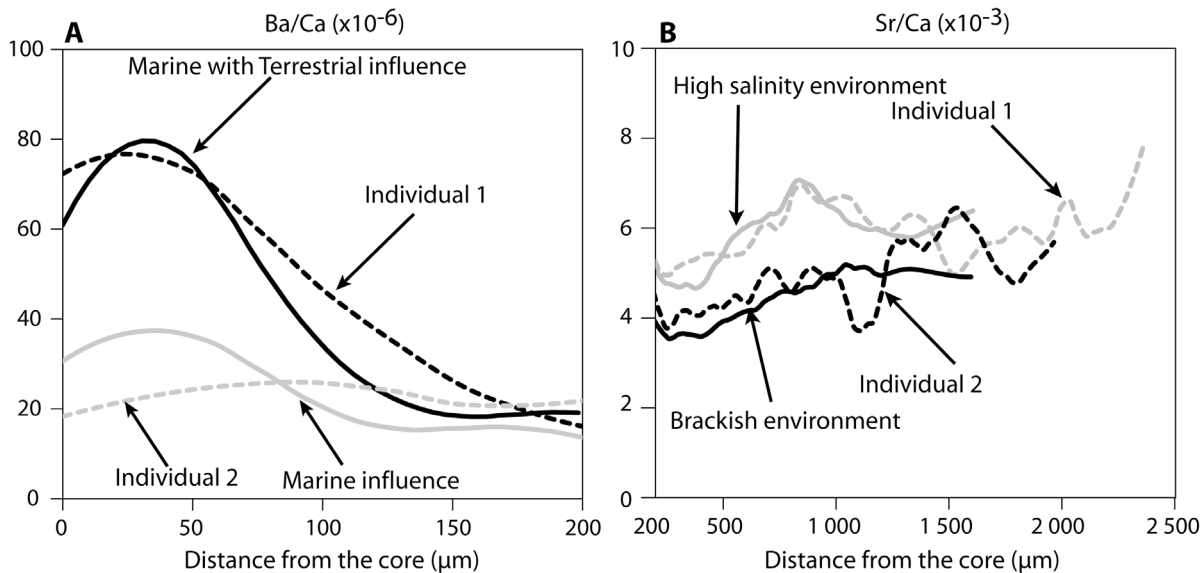 A
Ba/Ca (x10⁻⁶)
100
80
60
40
20
0
Marine with Terrestrial influence
Individual 1
Individual 2
Marine influence
0
50
100
150
200
Distance from the core (μm)
B
Sr/Ca (x10⁻³)
10
8
6
4
2
0
High salinity environment
Individual 1
Individual 2
Brackish environment
200
500
1 000
1 500
2 000
2 500
Distance from the core (μm)